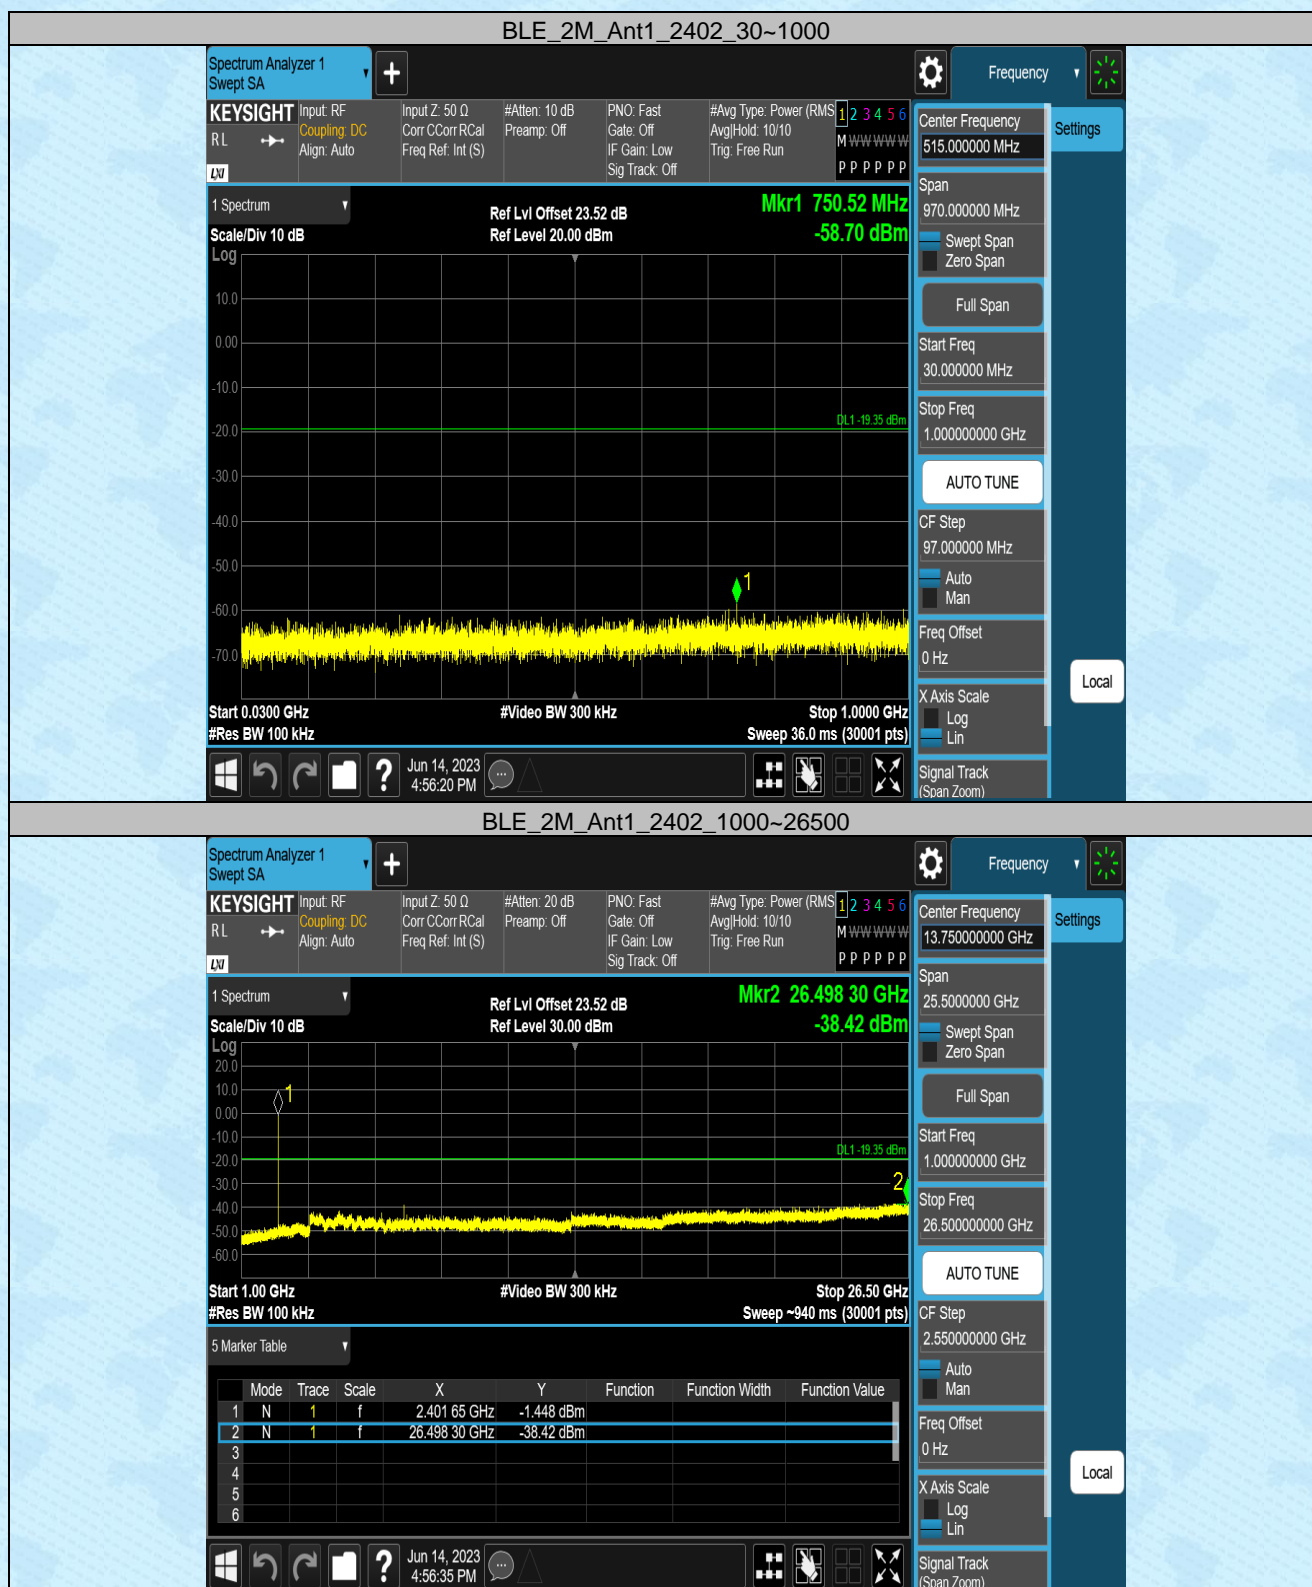 BLE_2M_Ant1_2402_30~1000
Spectrum Analyzer 1
Swept SA
Frequency
KEYSIGHT
RL
LXI
Input: RF
Coupling: DC
Align: Auto
Input Z: 50 Ω
Corr CCorr RCal
Freq Ref: Int (S)
#Atten: 10 dB
Preamp: Off
PNO: Fast
Gate: Off
IF Gain: Low
Sig Track: Off
#Avg Type: Power (RMS
Avg|Hold: 10/10
Trig: Free Run
1 2 3 4 5 6
M W W W W W
P P P P P P
Center Frequency
515.000000 MHz
Settings
Span
970.000000 MHz
Swept Span
Zero Span
Full Span
Start Freq
30.000000 MHz
Stop Freq
1.000000000 GHz
AUTO TUNE
CF Step
97.000000 MHz
Auto
Man
Freq Offset
0 Hz
X Axis Scale
Log
Lin
Signal Track
(Span Zoom)
Local
1 Spectrum
Scale/Div 10 dB
Ref Lvl Offset 23.52 dB
Ref Level 20.00 dBm
Mkr1 750.52 MHz
-58.70 dBm
Log
10.0
0.00
-10.0
-20.0
-30.0
-40.0
-50.0
-60.0
-70.0
DL1 -19.35 dBm
1
Start 0.0300 GHz
#Res BW 100 kHz
#Video BW 300 kHz
Stop 1.0000 GHz
Sweep 36.0 ms (30001 pts)
Jun 14, 2023
4:56:20 PM
BLE_2M_Ant1_2402_1000~26500
Spectrum Analyzer 1
Swept SA
Frequency
KEYSIGHT
RL
LXI
Input: RF
Coupling: DC
Align: Auto
Input Z: 50 Ω
Corr CCorr RCal
Freq Ref: Int (S)
#Atten: 20 dB
Preamp: Off
PNO: Fast
Gate: Off
IF Gain: Low
Sig Track: Off
#Avg Type: Power (RMS
Avg|Hold: 10/10
Trig: Free Run
1 2 3 4 5 6
M W W W W W
P P P P P P
Center Frequency
13.750000000 GHz
Settings
Span
25.5000000 GHz
Swept Span
Zero Span
Full Span
Start Freq
1.000000000 GHz
Stop Freq
26.500000000 GHz
AUTO TUNE
CF Step
2.550000000 GHz
Auto
Man
Freq Offset
0 Hz
X Axis Scale
Log
Lin
Signal Track
(Span Zoom)
Local
1 Spectrum
Scale/Div 10 dB
Ref Lvl Offset 23.52 dB
Ref Level 30.00 dBm
Mkr2 26.498 30 GHz
-38.42 dBm
Log
20.0
10.0
0.00
-10.0
-20.0
-30.0
-40.0
-50.0
-60.0
1
DL1 -19.35 dBm
2
Start 1.00 GHz
#Res BW 100 kHz
#Video BW 300 kHz
Stop 26.50 GHz
Sweep ~940 ms (30001 pts)
5 Marker Table
Mode Trace Scale X Y Function Function Width Function Value
1 N 1 f 2.401 65 GHz -1.448 dBm
2 N 1 f 26.498 30 GHz -38.42 dBm
3
4
5
6
Jun 14, 2023
4:56:35 PM